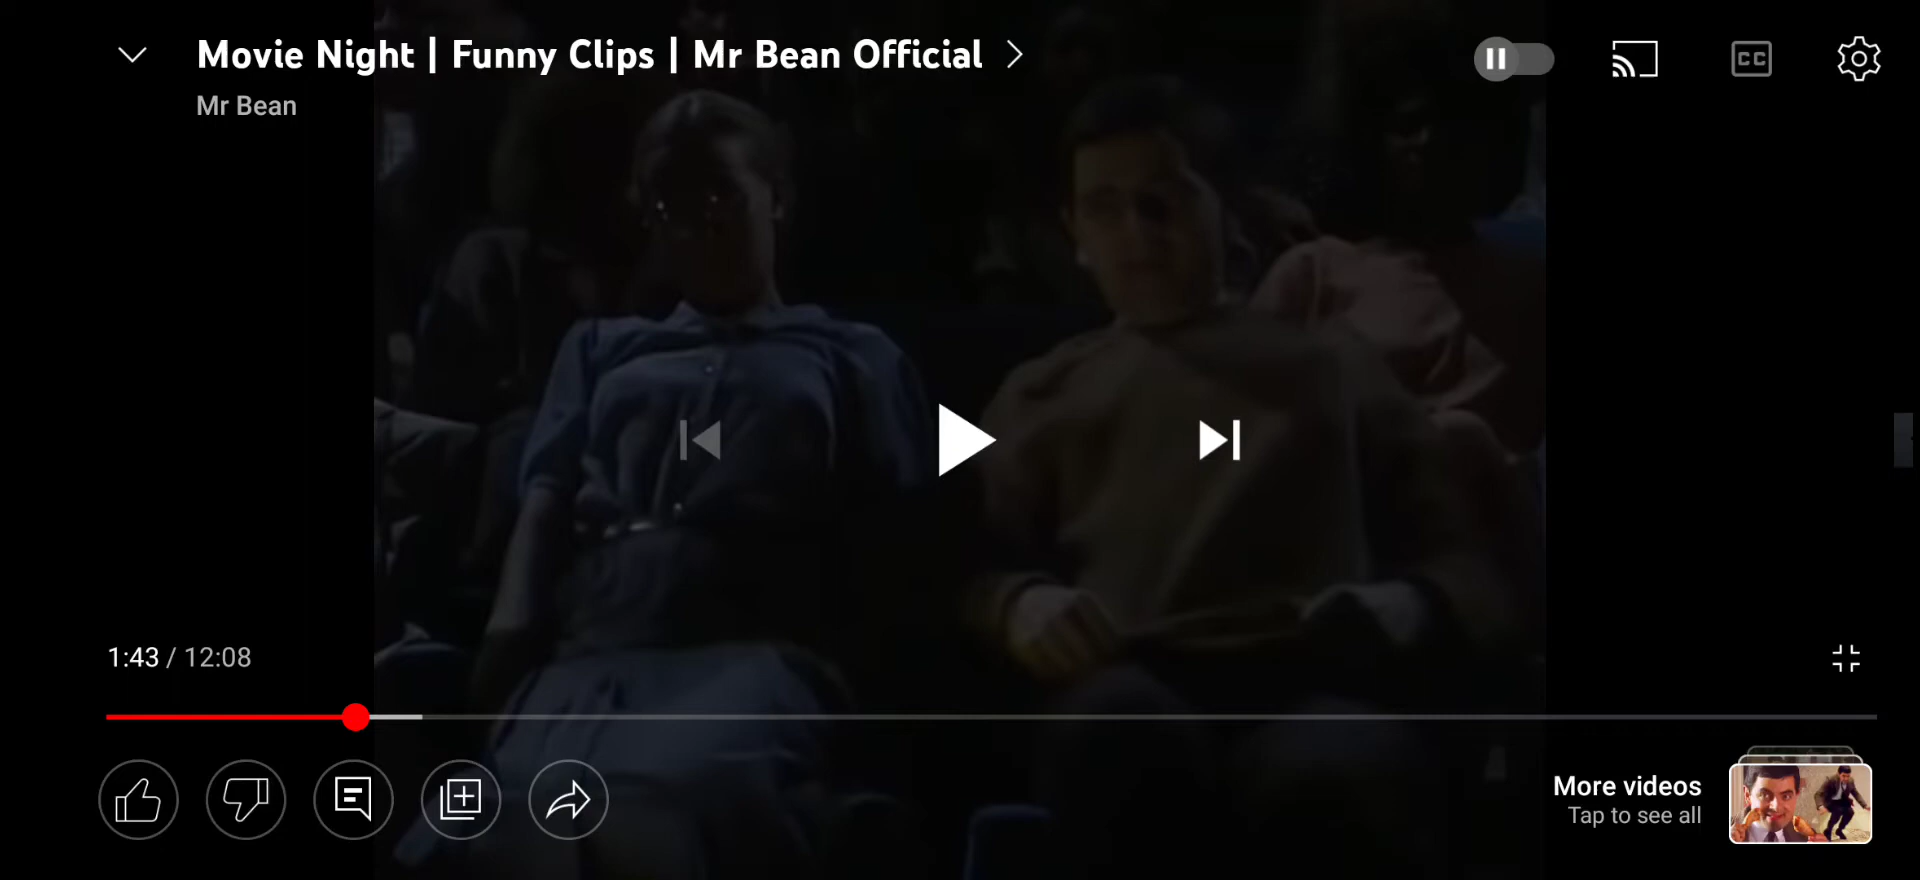 Movie Night | Funny Clips | Mr Bean Official
Mr Bean
CC
1:43 / 12:08
More videos
Tap to see all